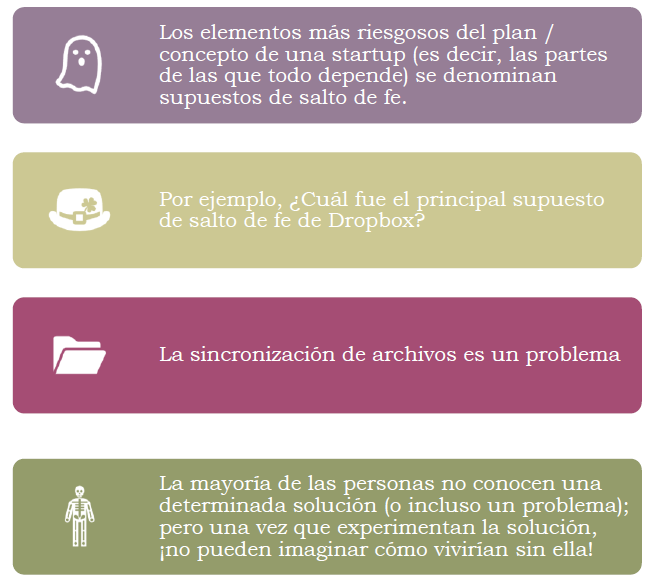 Los elementos más riesgosos del plan /
concepto de una startup (es decir, las partes
de las que todo depende) se denominan
supuestos de salto de fe.
Por ejemplo, ¿Cuál fue el principal supuesto
de salto de fe de Dropbox?
La sincronización de archivos es un problema
La mayoría de las personas no conocen una
determinada solución (o incluso un problema);
pero una vez que experimentan la solución,
¡no pueden imaginar cómo vivirían sin ella!